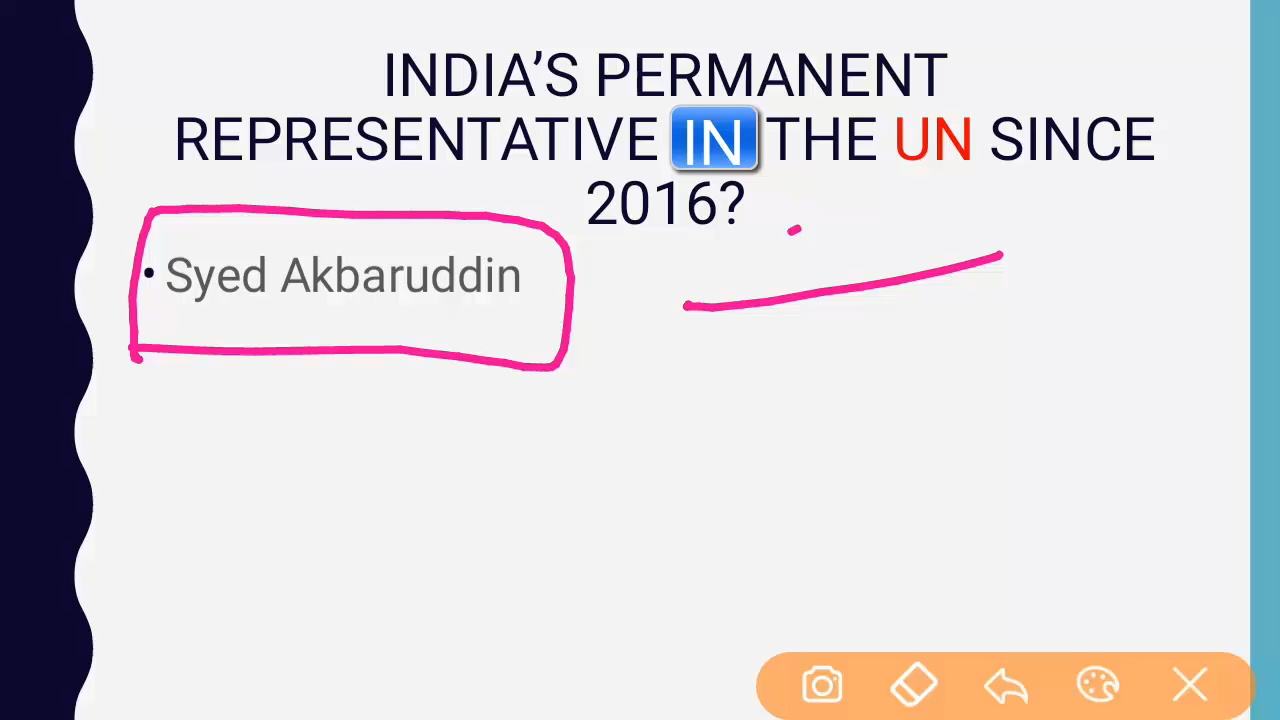 INDIA’S PERMANENT
REPRESENTATIVE IN THE UN SINCE
2016?
• Syed Akbaruddin